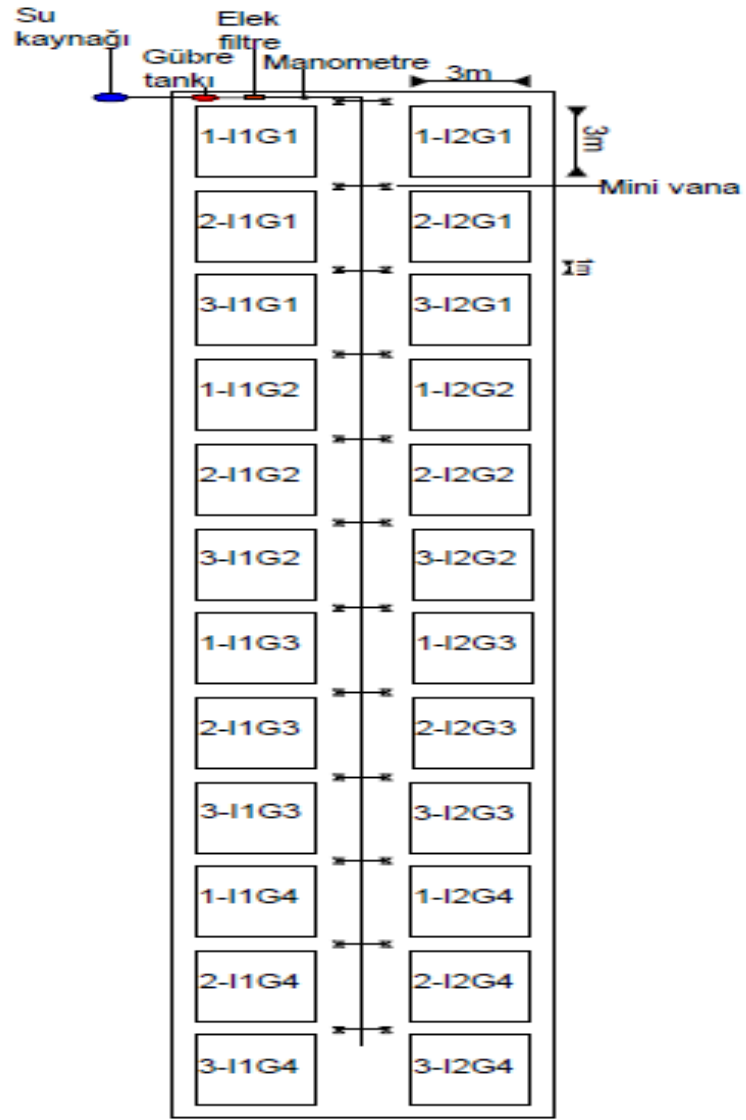 Su
kaynağı
Elek
filtre
Gübre
tankı
Manometre
3m
3m
Mini vana
1m
1-I1G1
1-I2G1
2-I1G1
2-I2G1
3-I1G1
3-I2G1
1-I1G2
1-I2G2
2-I1G2
2-I2G2
3-I1G2
3-I2G2
1-I1G3
1-I2G3
2-I1G3
2-I2G3
3-I1G3
3-I2G3
1-I1G4
1-I2G4
2-I1G4
2-I2G4
3-I1G4
3-I2G4